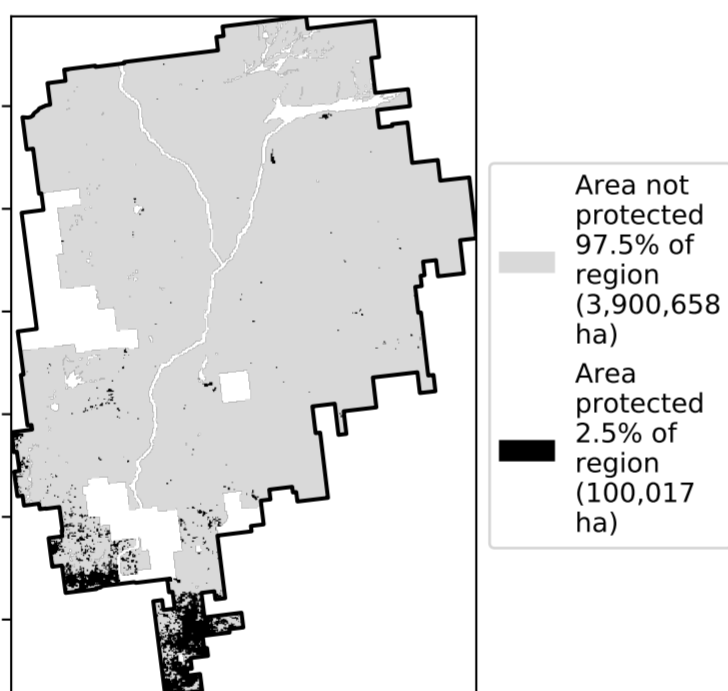 Area not
protected
97.5% of
region
(3,900,658
ha)
Area
protected
2.5% of
region
(100,017
ha)